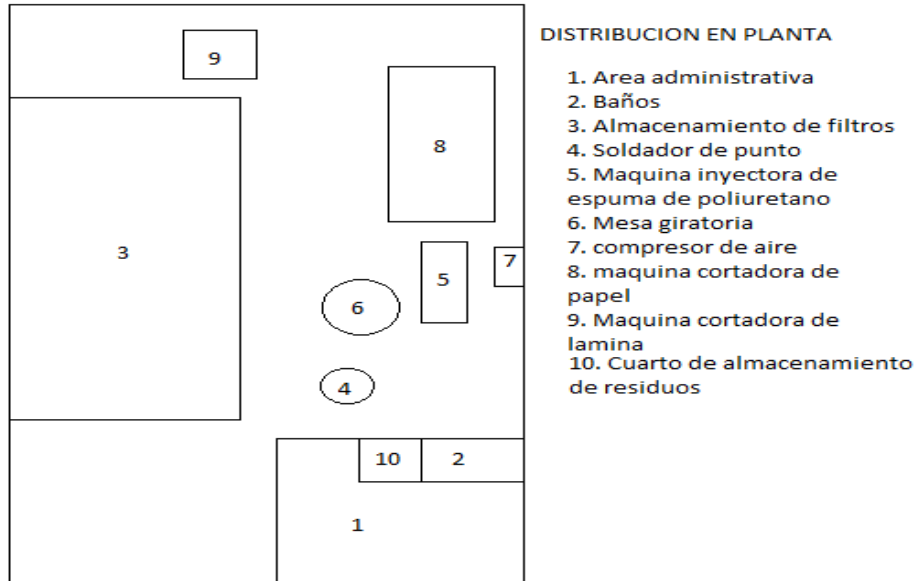 DISTRIBUCION EN PLANTA
1. Area administrativa
2. Baños
3. Almacenamiento de filtros
4. Soldador de punto
5. Maquina inyectora de
espuma de poliuretano
6. Mesa giratoria
7. compresor de aire
8. maquina cortadora de
papel
9. Maquina cortadora de
lamina
10. Cuarto de almacenamiento
de residuos
9
8
3
7
5
6
4
10 2
1